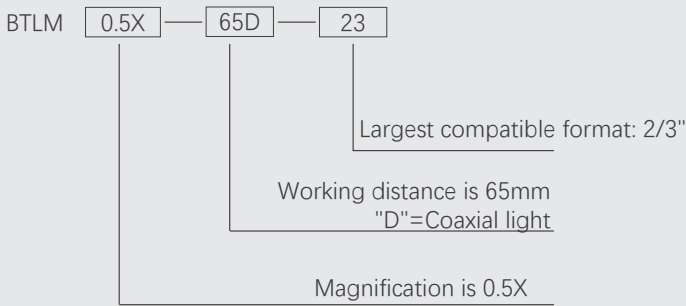 BTLM 0.5X 65D 23
Largest compatible format: 2/3"
Working distance is 65mm
"D"=Coaxial light
Magnification is 0.5X